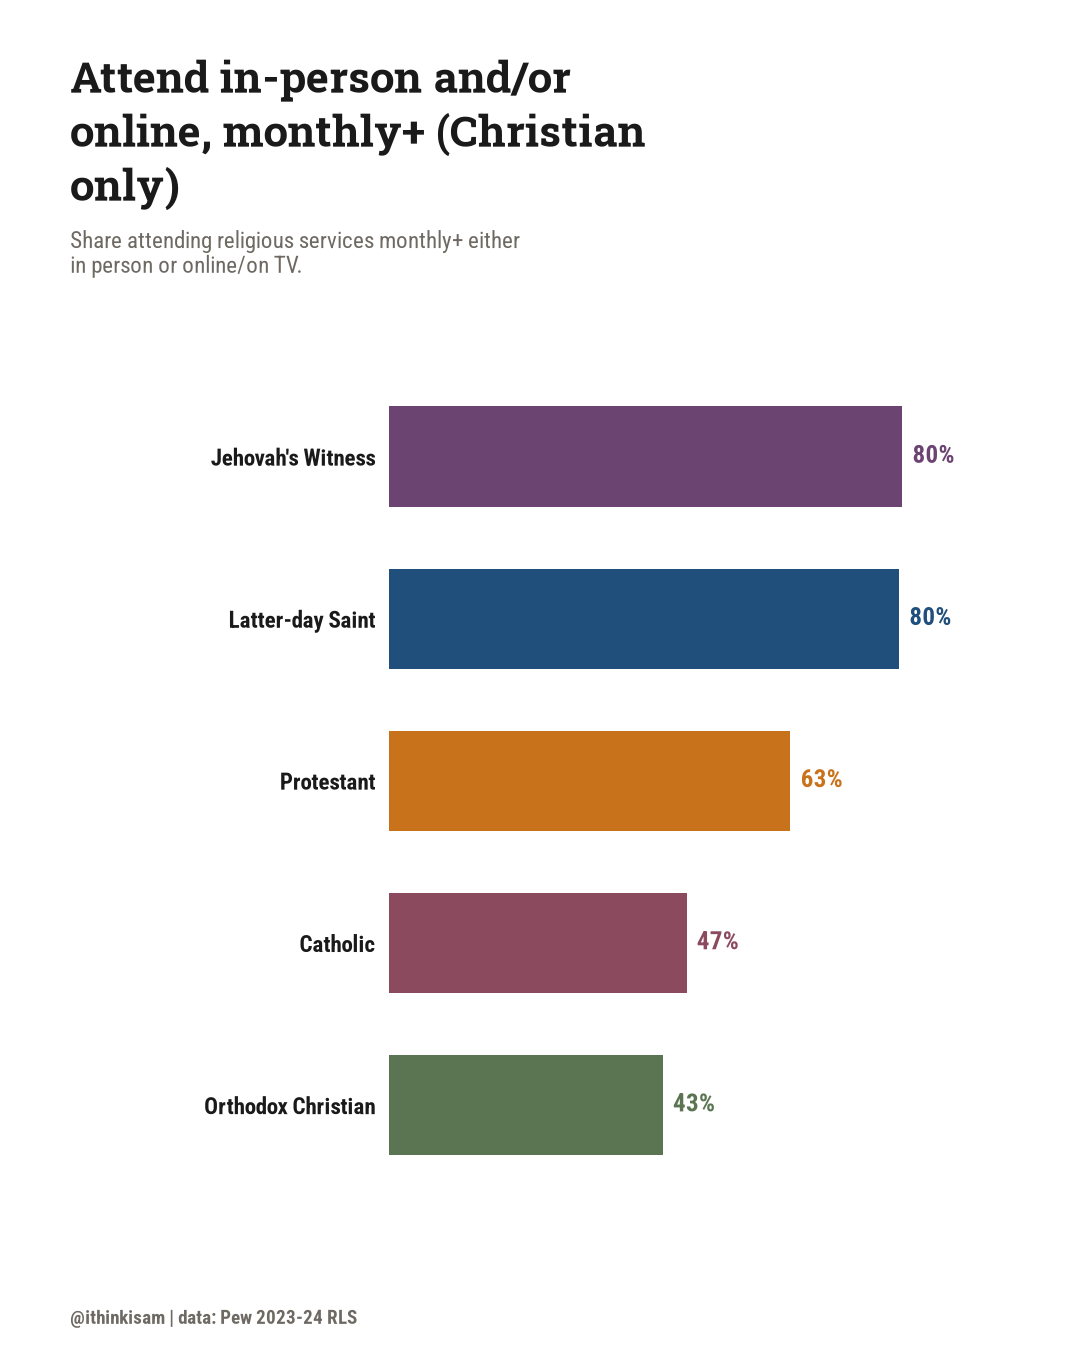 Attend in-person and/or
online, monthly+ (Christian
only)
Share attending religious services monthly+ either
in person or online/on TV.
Jehovah's Witness 80%
Latter-day Saint 80%
Protestant 63%
Catholic 47%
Orthodox Christian 43%
@ithinkisam | data: Pew 2023-24 RLS